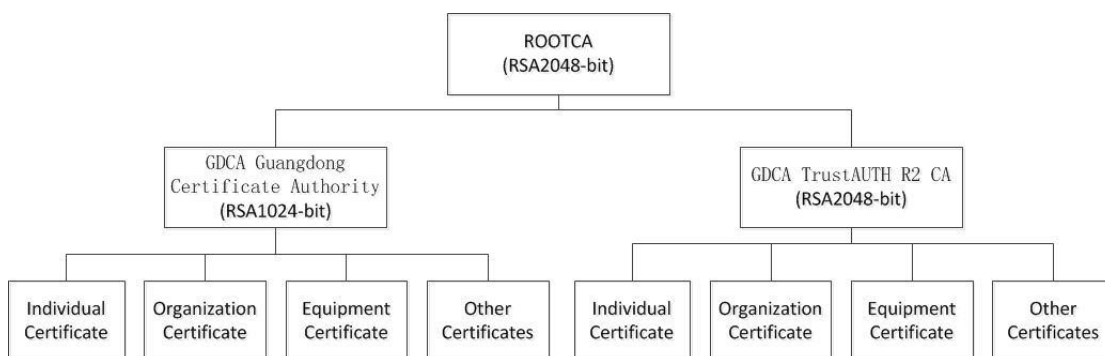 ROOTCA
(RSA2048-bit)
GDCA Guangdong
Certificate Authority
(RSA1024-bit)
GDCA TrustAUTH R2 CA
(RSA2048-bit)
Individual
Certificate
Organization
Certificate
Equipment
Certificate
Other
Certificates
Individual
Certificate
Organization
Certificate
Equipment
Certificate
Other
Certificates